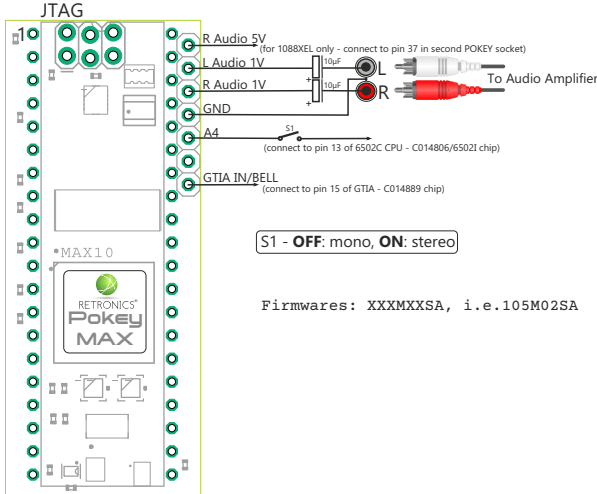 JTAG
1
R Audio 5V
(for 1088XEL only - connect to pin 37 in second POKEY socket)
L Audio 1V
10µF
L
+
R Audio 1V
10µF
R
+
To Audio Amplifier
GND
A4
S1
(connect to pin 13 of 6502C CPU - C014806/6502I chip)
GTIA IN/BELL
(connect to pin 15 of GTIA - C014889 chip)
S1 - OFF: mono, ON: stereo
MAX10
RETRONICS®
Pokey
MAX
Firmwares: XXXMXXSA, i.e.105M02SA